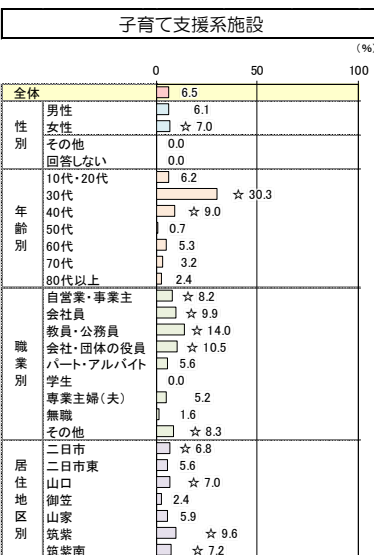 子育て支援系施設
(%)
0 50 100
全体 6.5
性別
男性 6.1
女性 ☆ 7.0
その他 0.0
回答しない 0.0
年齢別
10代・20代 6.2
30代 ☆ 30.3
40代 ☆ 9.0
50代 0.7
60代 5.3
70代 3.2
80代以上 2.4
職業別
自営業・事業主 ☆ 8.2
会社員 ☆ 9.9
教員・公務員 ☆ 14.0
会社・団体の役員 ☆ 10.5
パート・アルバイト 5.6
学生 0.0
専業主婦(夫) 5.2
無職 1.6
その他 ☆ 8.3
居住地区別
二日市 ☆ 6.8
二日市東 5.6
山口 ☆ 7.0
御笠 2.4
山家 5.9
筑紫 ☆ 9.6
筑紫南 ☆ 7.2